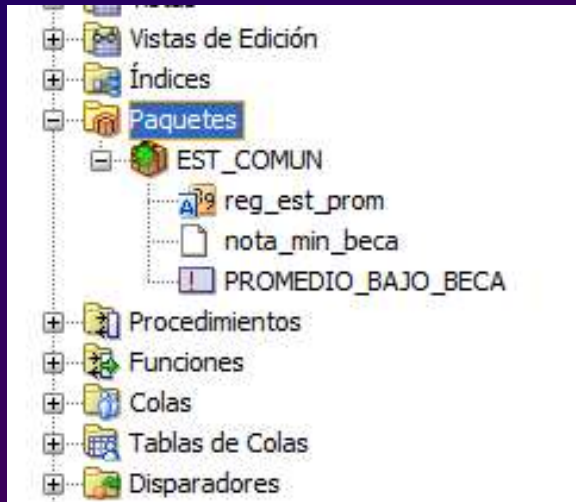 Vistas de Edición
Índices
Paquetes
EST_COMUN
reg_est_prom
nota_min_beca
PROMEDIO_BAJO_BECA
Procedimientos
Funciones
Colas
Tablas de Colas
Disparadores